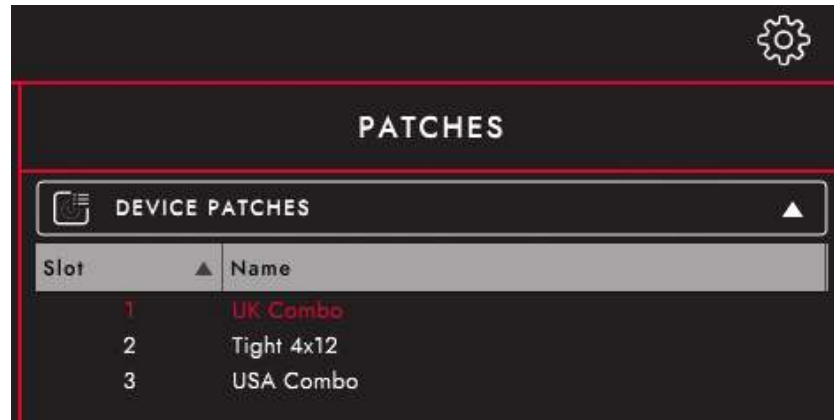 PATCHES
DEVICE PATCHES
Slot Name
1 UK Combo
2 Tight 4x12
3 USA Combo